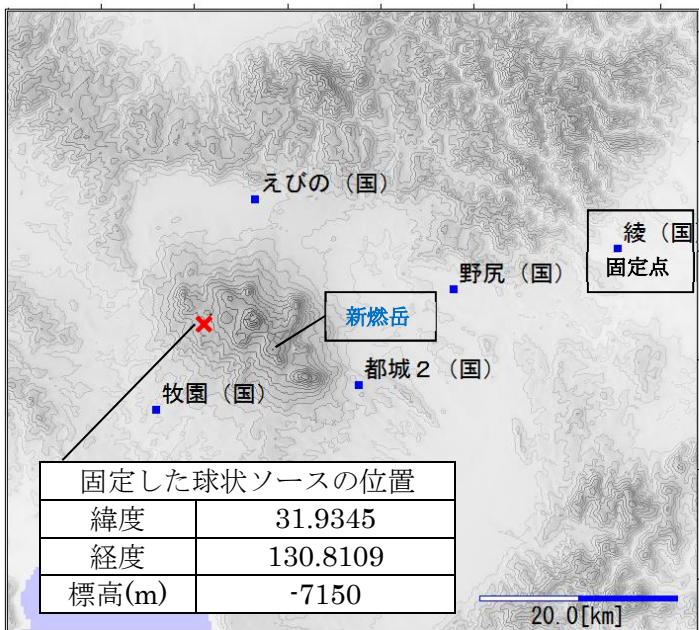 えびの（国）
綾（国
固定点
野尻（国）
新燃岳
都城２（国）
牧園（国）
固定した球状ソースの位置
緯度 31.9345
経度 130.8109
標高(m) -7150
20.0[km]